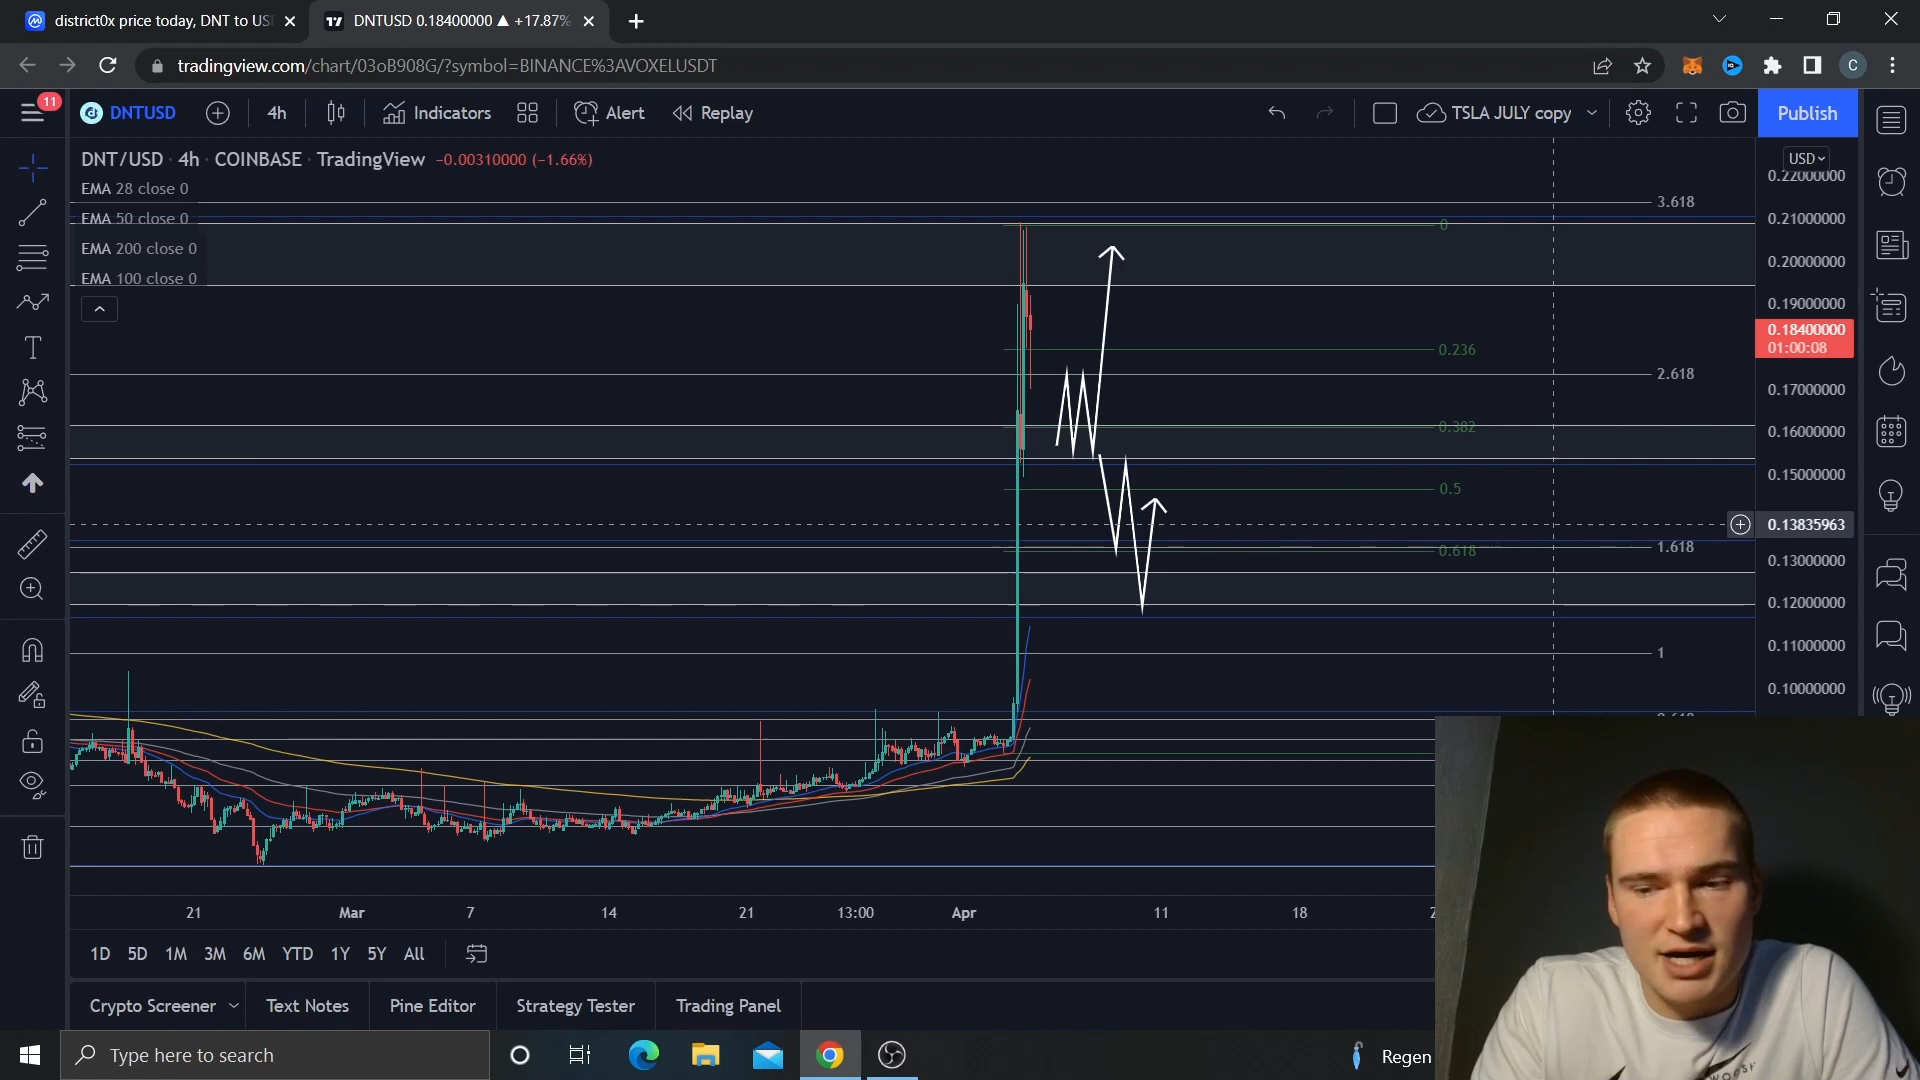 district0x price today, DNT to US
DNTUSD 0.18400000 ▲ +17.87%
tradingview.com/chart/03oB908G/?symbol=BINANCE%3AVOXELUSDT
C
11
DNTUSD
4h
Indicators
Alert
Replay
TSLA JULY copy
Publish
DNT/USD · 4h · COINBASE · TradingView −0.00310000 (−1.66%)
EMA 28 close 0
EMA 50 close 0
EMA 200 close 0
EMA 100 close 0
USD
0.22000000
3.618
0.21000000
0
0.20000000
0.19000000
0.18400000
01:00:08
0.236
2.618
0.17000000
0.382
0.16000000
0.15000000
0.5
0.13835963
0.618
1.618
0.13000000
0.12000000
0.11000000
1
0.10000000
21
Mar
7
14
21
13:00
Apr
11
18
1D 5D 1M 3M 6M YTD 1Y 5Y All
Crypto Screener
Text Notes
Pine Editor
Strategy Tester
Trading Panel
Type here to search
Regen